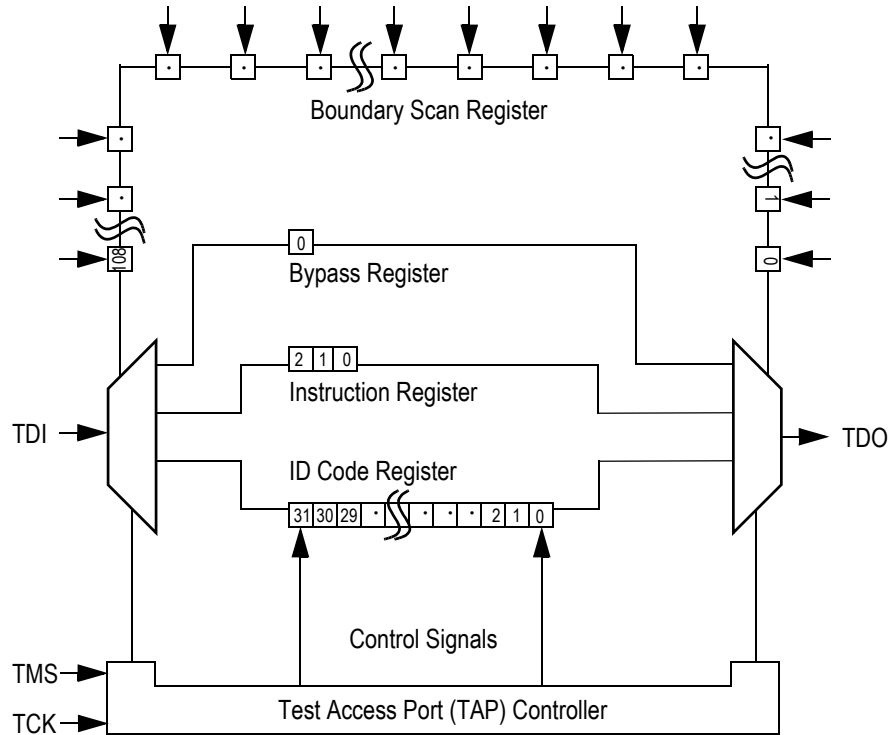 Boundary Scan Register
1
108
0
0
Bypass Register
2 1 0
Instruction Register
TDI
TDO
ID Code Register
31 30 29 · · · · 2 1 0
Control Signals
TMS
Test Access Port (TAP) Controller
TCK